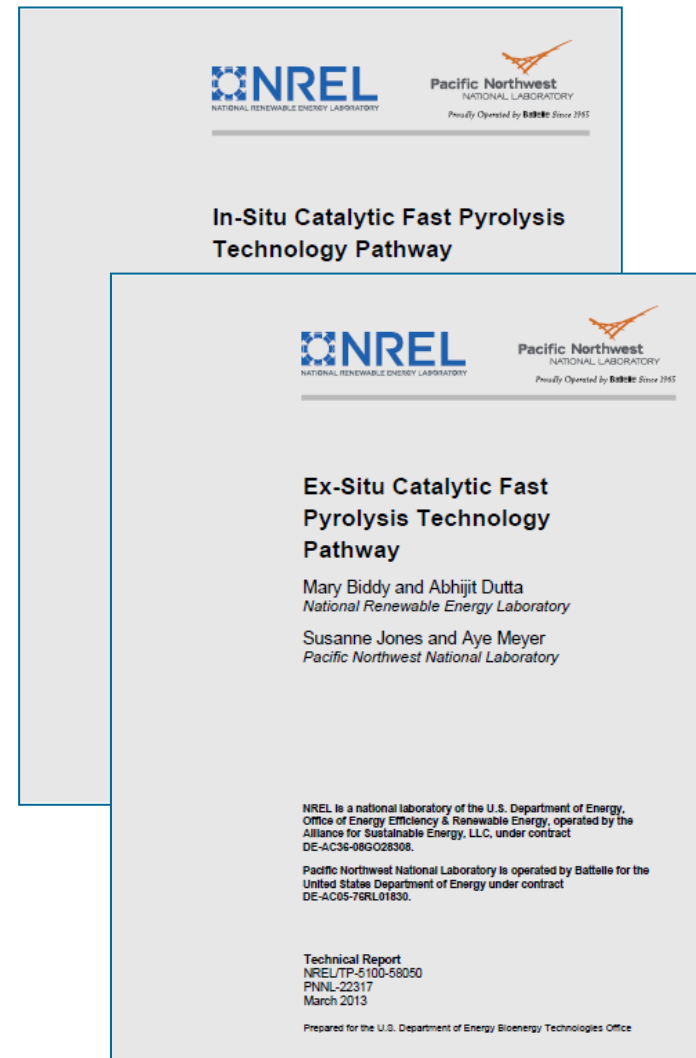 NREL
NATIONAL RENEWABLE ENERGY LABORATORY
Pacific Northwest
NATIONAL LABORATORY
Proudly Operated by Battelle Since 1965
In-Situ Catalytic Fast Pyrolysis
Technology Pathway
NREL
NATIONAL RENEWABLE ENERGY LABORATORY
Pacific Northwest
NATIONAL LABORATORY
Proudly Operated by Battelle Since 1965
Ex-Situ Catalytic Fast
Pyrolysis Technology
Pathway
Mary Biddy and Abhijit Dutta
National Renewable Energy Laboratory
Susanne Jones and Aye Meyer
Pacific Northwest National Laboratory
NREL is a national laboratory of the U.S. Department of Energy,
Office of Energy Efficiency & Renewable Energy, operated by the
Alliance for Sustainable Energy, LLC, under contract
DE-AC36-08GO28308.
Pacific Northwest National Laboratory is operated by Battelle for the
United States Department of Energy under contract
DE-AC05-76RL01830.
Technical Report
NREL/TP-5100-58050
PNNL-22317
March 2013
Prepared for the U.S. Department of Energy Bioenergy Technologies Office